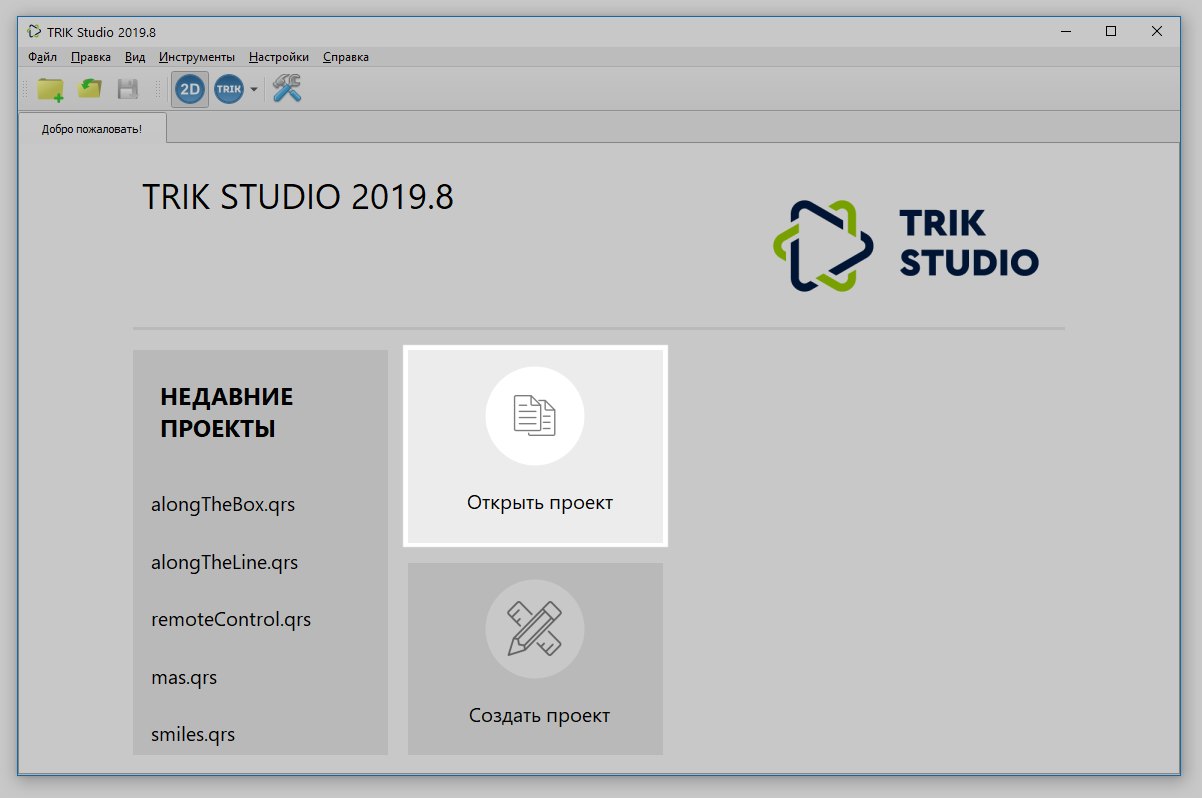 TRIK Studio 2019.8
Файл Правка Вид Инструменты Настройки Справка
2D TRIK
Добро пожаловать!
TRIK STUDIO 2019.8
TRIK
STUDIO
НЕДАВНИЕ
ПРОЕКТЫ
alongTheBox.qrs
alongTheLine.qrs
remoteControl.qrs
mas.qrs
smiles.qrs
Открыть проект
Создать проект